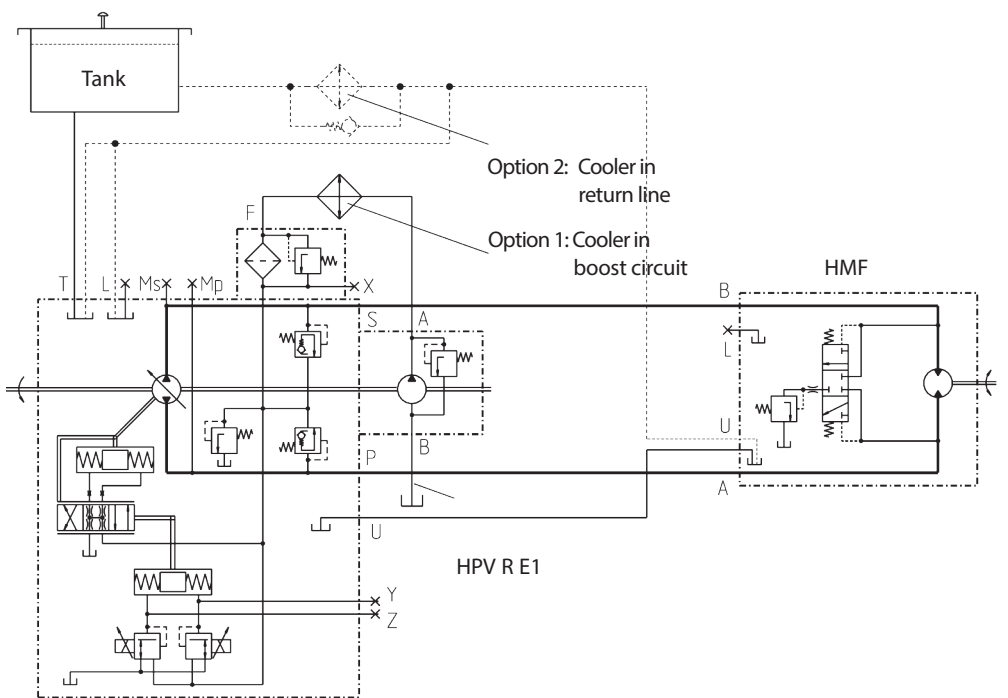 Tank
Option 2: Cooler in
return line
Option 1: Cooler in
boost circuit
F
HMF
T
L
Ms
Mp
X
S
A
B
L
U
P
B
A
U
HPV R E1
Y
Z